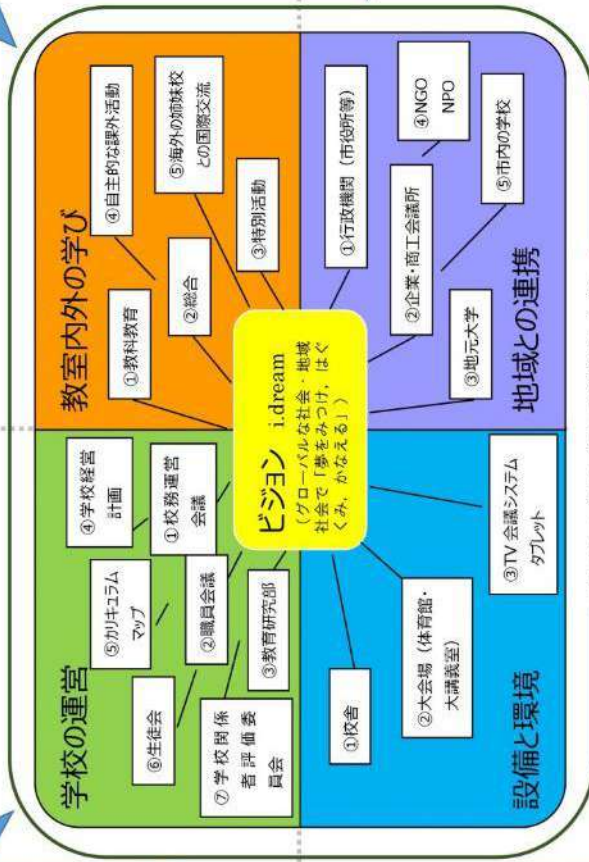 学校の運営
④学校経営
計画
①校務運営
会議
⑤カリキュラム
マップ
②職員会議
③教育研究部
⑥生徒会
⑦学校関係
者評価委
員会
教室内外の学び
①教科教育
④自主的な課外活動
②総合
⑤海外の姉妹校
との国際交流
③特別活動
ビジョン i.dream
(グローバルな社会・地域
社会で「夢をみつけ,はぐ
くみ,かなえる」)
設備と環境
①校舎
②大会場(体育館・
大講義室)
③TV会議システム
タブレット
地域との連携
①行政機関(市役所等)
②企業・商工会議所
③地元大学
④NGO
NPO
⑤市内の学校